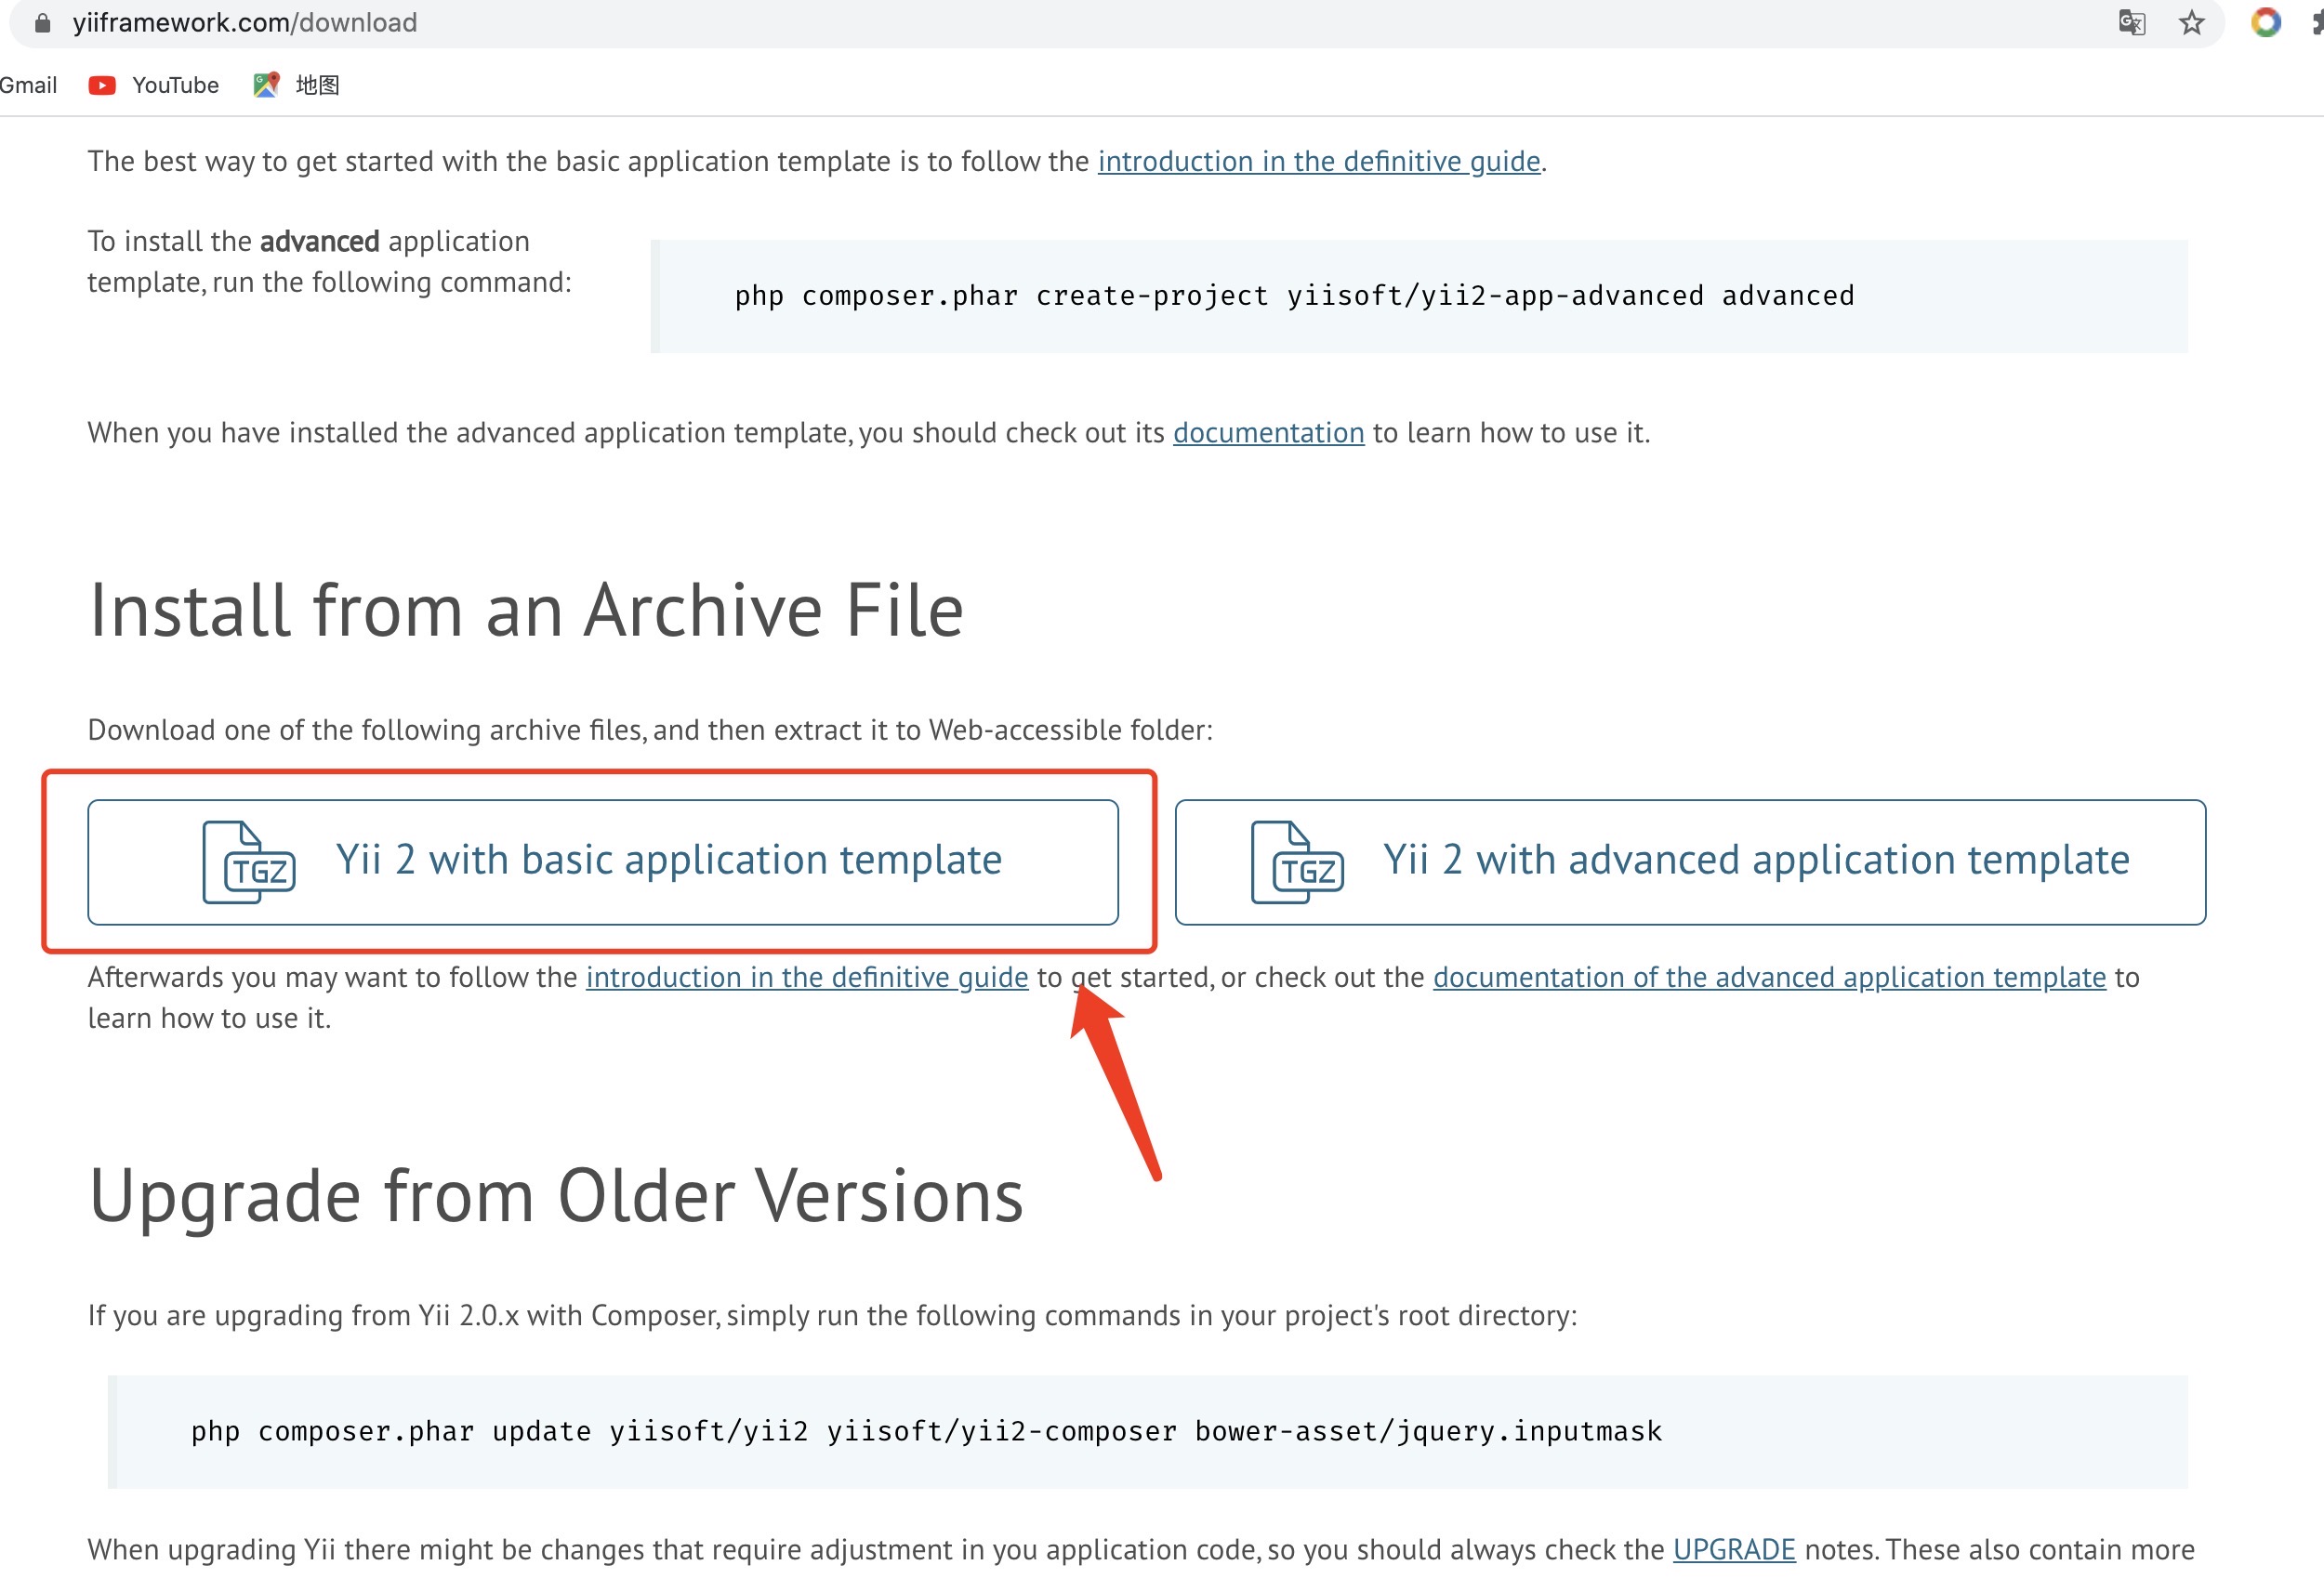 yiiframework.com/download
Gmail YouTube 地图
The best way to get started with the basic application template is to follow the introduction in the definitive guide.
To install the advanced application
template, run the following command:
php composer.phar create-project yiisoft/yii2-app-advanced advanced
When you have installed the advanced application template, you should check out its documentation to learn how to use it.
Install from an Archive File
Download one of the following archive files, and then extract it to Web-accessible folder:
TGZ Yii 2 with basic application template
TGZ Yii 2 with advanced application template
Afterwards you may want to follow the introduction in the definitive guide to get started, or check out the documentation of the advanced application template to
learn how to use it.
Upgrade from Older Versions
If you are upgrading from Yii 2.0.x with Composer, simply run the following commands in your project's root directory:
php composer.phar update yiisoft/yii2 yiisoft/yii2-composer bower-asset/jquery.inputmask
When upgrading Yii there might be changes that require adjustment in you application code, so you should always check the UPGRADE notes. These also contain more